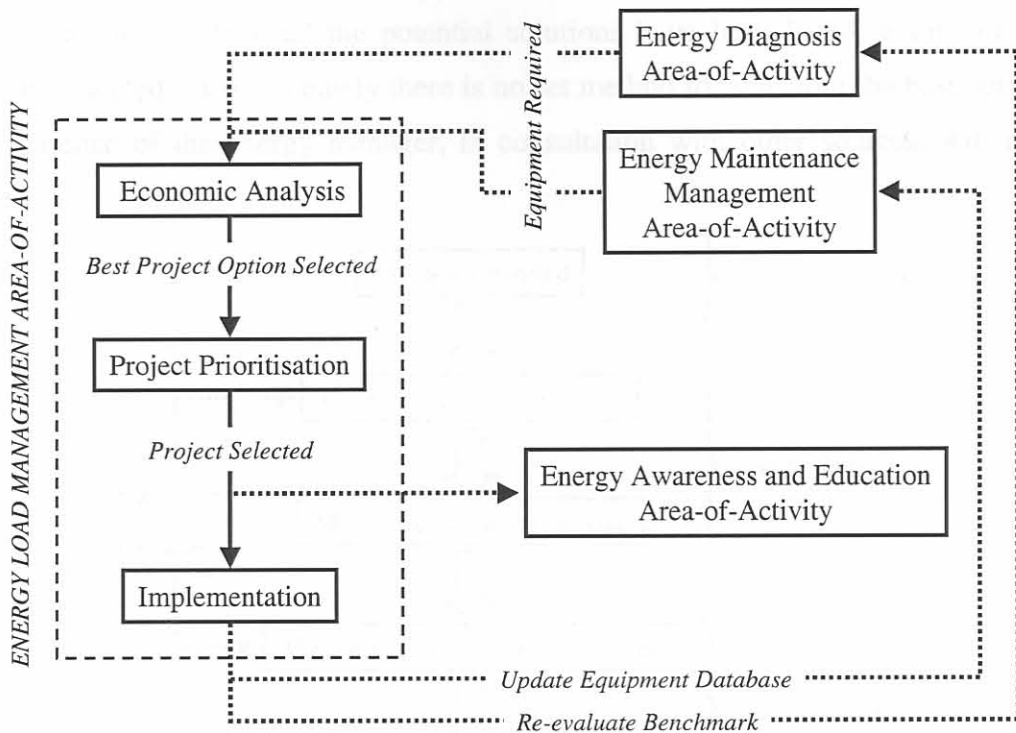 Energy Diagnosis
Area-of-Activity
Equipment Required
Energy Maintenance
Management
Area-of-Activity
ENERGY LOAD MANAGEMENT AREA-OF-ACTIVITY
Economic Analysis
Best Project Option Selected
Project Prioritisation
Project Selected
Energy Awareness and Education
Area-of-Activity
Implementation
Update Equipment Database
Re-evaluate Benchmark